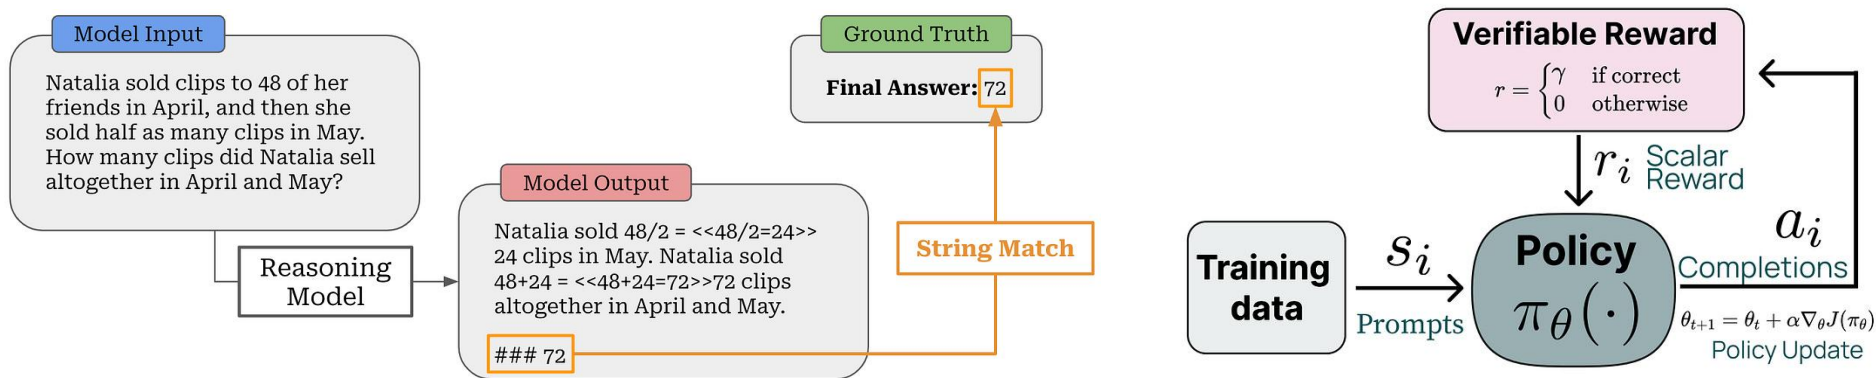 Model Input
Natalia sold clips to 48 of her
friends in April, and then she
sold half as many clips in May.
How many clips did Natalia sell
altogether in April and May?
Reasoning
Model
Model Output
Natalia sold 48/2 = <<48/2=24>>
24 clips in May. Natalia sold
48+24 = <<48+24=72>>72 clips
altogether in April and May.
### 72
String Match
Ground Truth
Final Answer: 72
Verifiable Reward
r = { γ if correct
0 otherwise
r_i Scalar
Reward
Training
data
s_i
Prompts
Policy
π_θ(·)
a_i
Completions
θ_{t+1} = θ_t + α∇_θJ(π_θ)
Policy Update